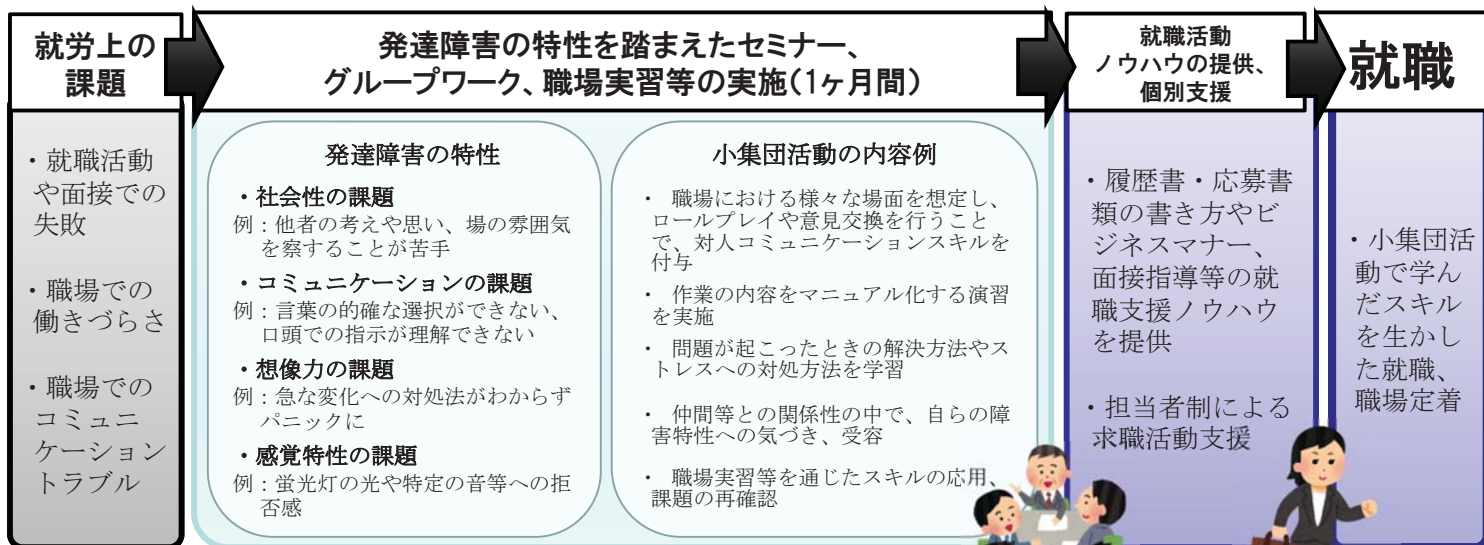 就労上の
課題
・就職活動
や面接での
失敗
・職場での
働きづらさ
・職場での
コミュニ
ケーション
トラブル
発達障害の特性を踏まえたセミナー、
グループワーク、職場実習等の実施(1ヶ月間)
発達障害の特性
・社会性の課題
例：他者の考えや思い、場の雰囲気
を察することが苦手
・コミュニケーションの課題
例：言葉の的確な選択ができない、
口頭での指示が理解できない
・想像力の課題
例：急な変化への対処法がわからず
パニックに
・感覚特性の課題
例：蛍光灯の光や特定の音等への拒
否感
小集団活動の内容例
・ 職場における様々な場面を想定し、
ロールプレイや意見交換を行うこと
で、対人コミュニケーションスキルを
付与
・ 作業の内容をマニュアル化する演習
を実施
・ 問題が起こったときの解決方法やス
トレスへの対処方法を学習
・ 仲間等との関係性の中で、自らの障
害特性への気づき、受容
・ 職場実習等を通じたスキルの応用、
課題の再確認
就職活動
ノウハウの提供、
個別支援
・履歴書・応募書
類の書き方やビ
ジネスマナー、
面接指導等の就
職支援ノウハウ
を提供
・担当者制による
求職活動支援
就職
・小集団活
動で学ん
だスキル
を生かし
た就職、
職場定着